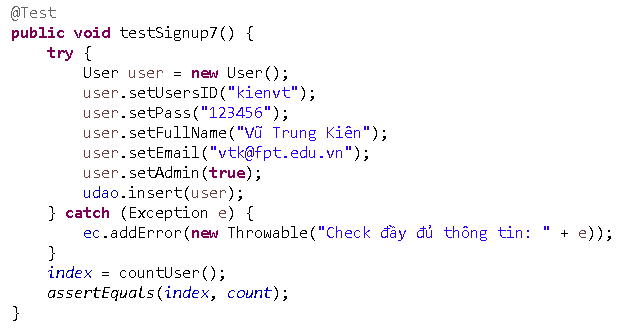 @Test
public void testSignup7() {
    try {
        User user = new User();
        user.setUsersID("kienvt");
        user.setPass("123456");
        user.setFullName("Vũ Trung Kiên");
        user.setEmail("vtk@fpt.edu.vn");
        user.setAdmin(true);
        udao.insert(user);
    } catch (Exception e) {
        ec.addError(new Throwable("Check đầy đủ thông tin: " + e));
    }
    index = countUser();
    assertEquals(index, count);
}